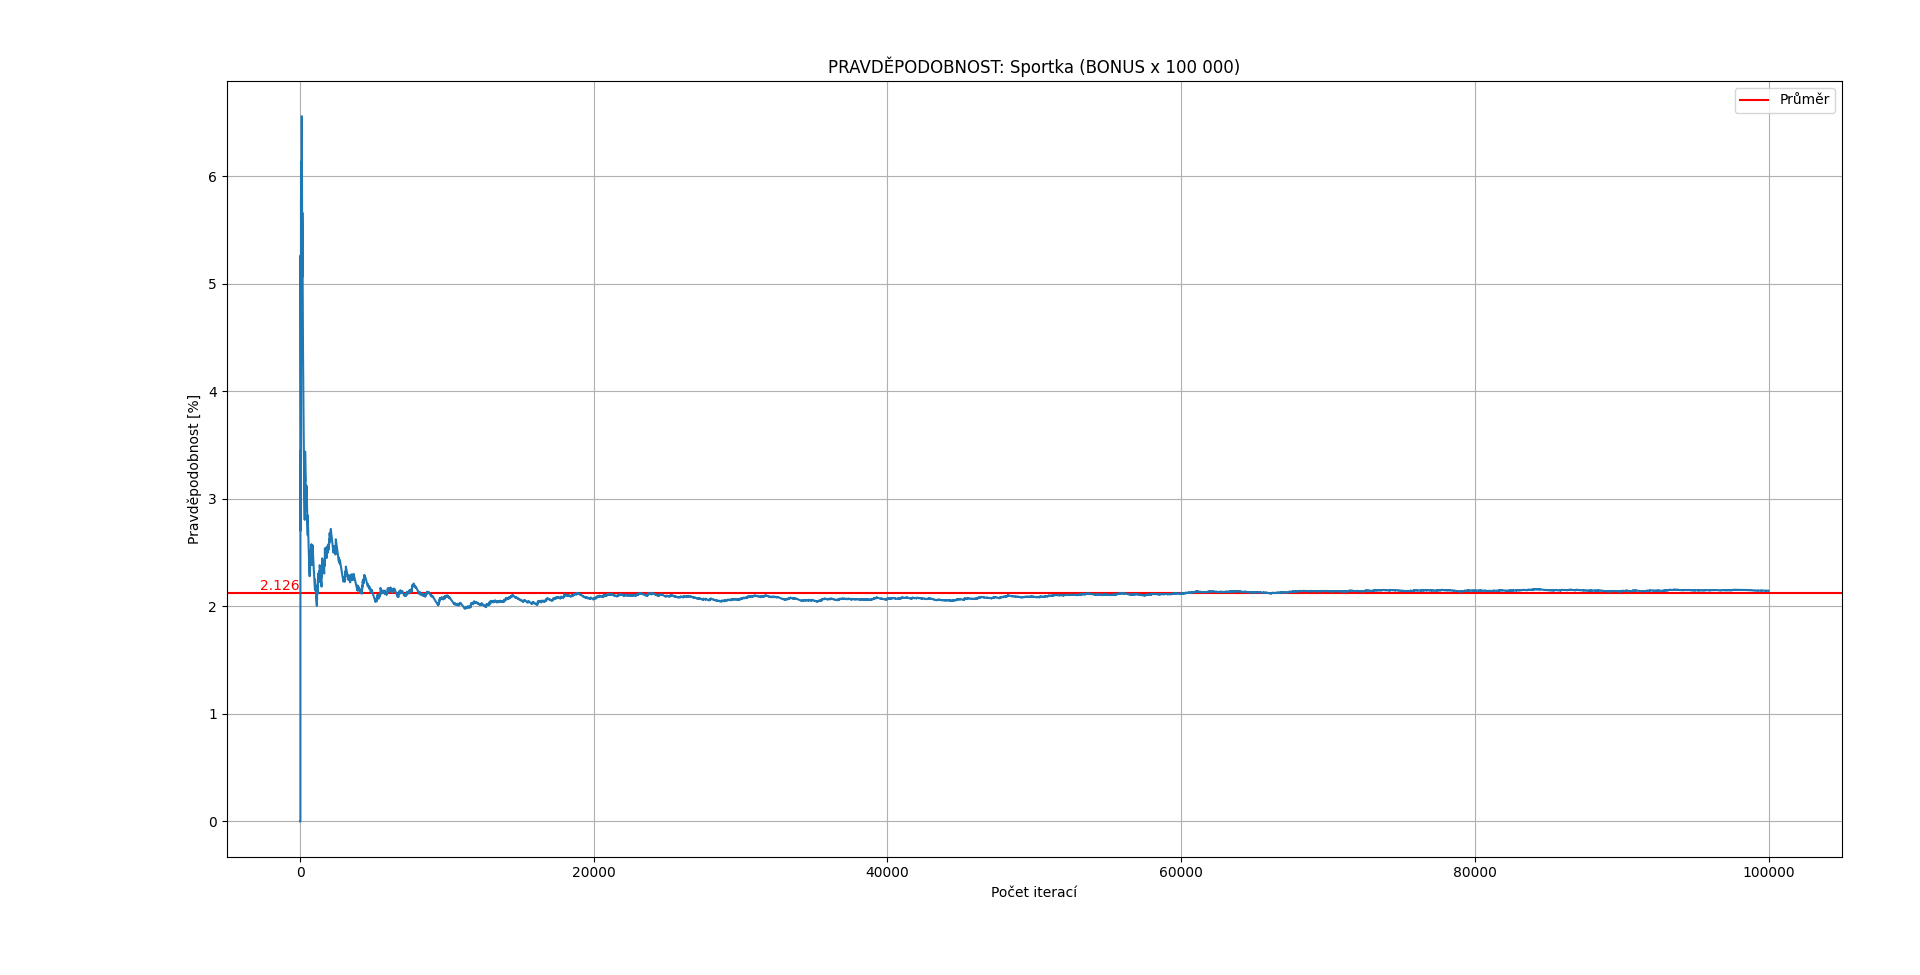 PRAVDĚPODOBNOST: Sportka (BONUS x 100 000)
Průměr
6
5
4
3
2.126
2
1
0
Pravděpodobnost [%]
0 20000 40000 60000 80000 100000
Počet iterací